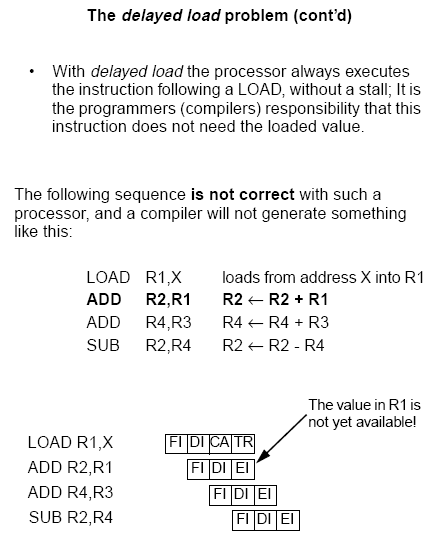 The delayed load problem (cont'd)
• With delayed load the processor always executes
the instruction following a LOAD, without a stall; It is
the programmers (compilers) responsibility that this
instruction does not need the loaded value.
The following sequence is not correct with such a
processor, and a compiler will not generate something
like this:
LOAD R1,X loads from address X into R1
ADD R2,R1 R2 ← R2 + R1
ADD R4,R3 R4 ← R4 + R3
SUB R2,R4 R2 ← R2 - R4
The value in R1 is
not yet available!
LOAD R1,X FI DI CA TR
ADD R2,R1 FI DI EI
ADD R4,R3 FI DI EI
SUB R2,R4 FI DI EI